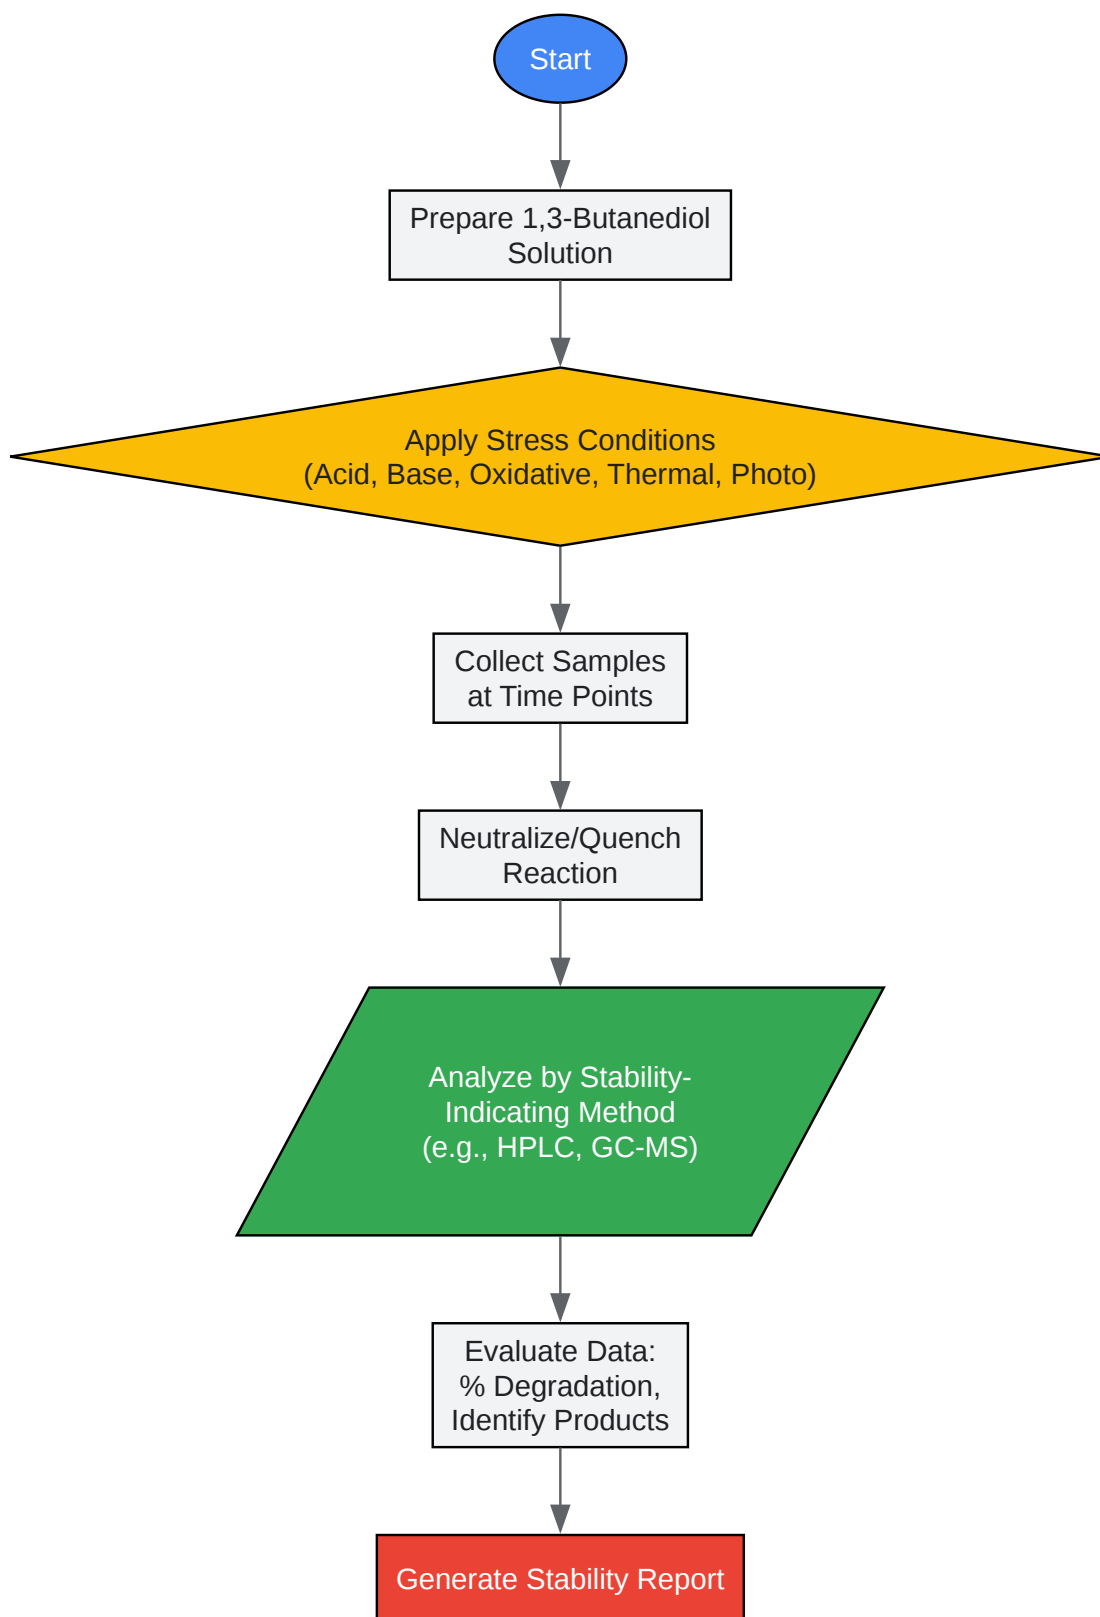 Start
Prepare 1,3-Butanediol
Solution
Apply Stress Conditions
(Acid, Base, Oxidative, Thermal, Photo)
Collect Samples
at Time Points
Neutralize/Quench
Reaction
Analyze by Stability-
Indicating Method
(e.g., HPLC, GC-MS)
Evaluate Data:
% Degradation,
Identify Products
Generate Stability Report